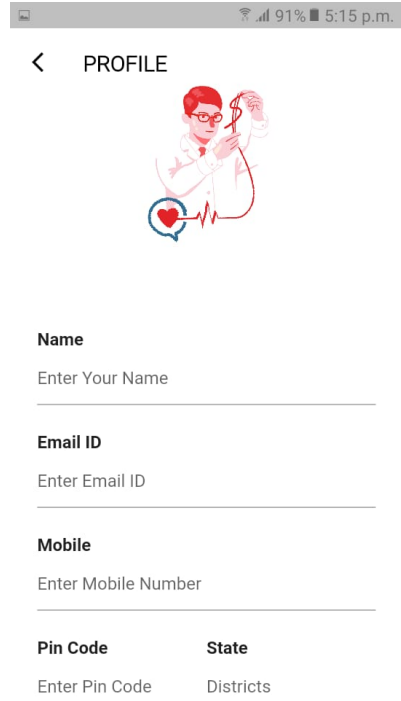 91% 5:15 p.m.
PROFILE
Name
Enter Your Name
Email ID
Enter Email ID
Mobile
Enter Mobile Number
Pin Code State
Enter Pin Code Districts